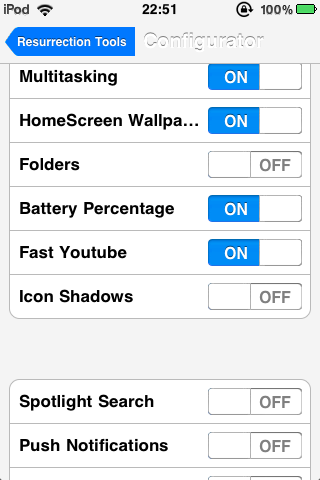 iPod 22:51 100%
Resurrection Tools Configurator
Multitasking ON
HomeScreen Wallpa... ON
Folders OFF
Battery Percentage ON
Fast Youtube ON
Icon Shadows OFF
Spotlight Search OFF
Push Notifications OFF